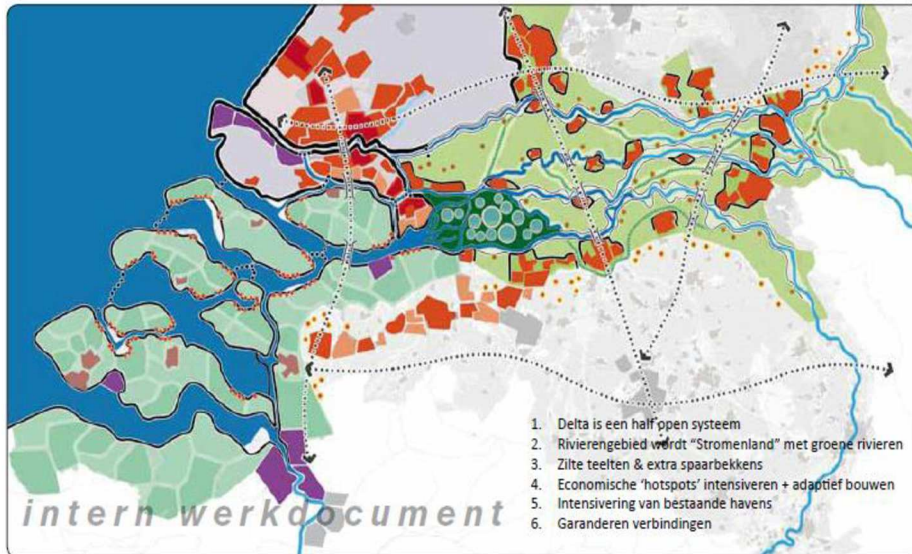 1. Delta is een half open systeem
2. Rivierengebied wordt "Stromenland" met groene rivieren
3. Zilte teelten & extra spaarbekkens
4. Economische 'hotspots' intensiveren + adaptief bouwen
5. Intensivering van bestaande havens
6. Garanderen verbindingen
intern werkdocument